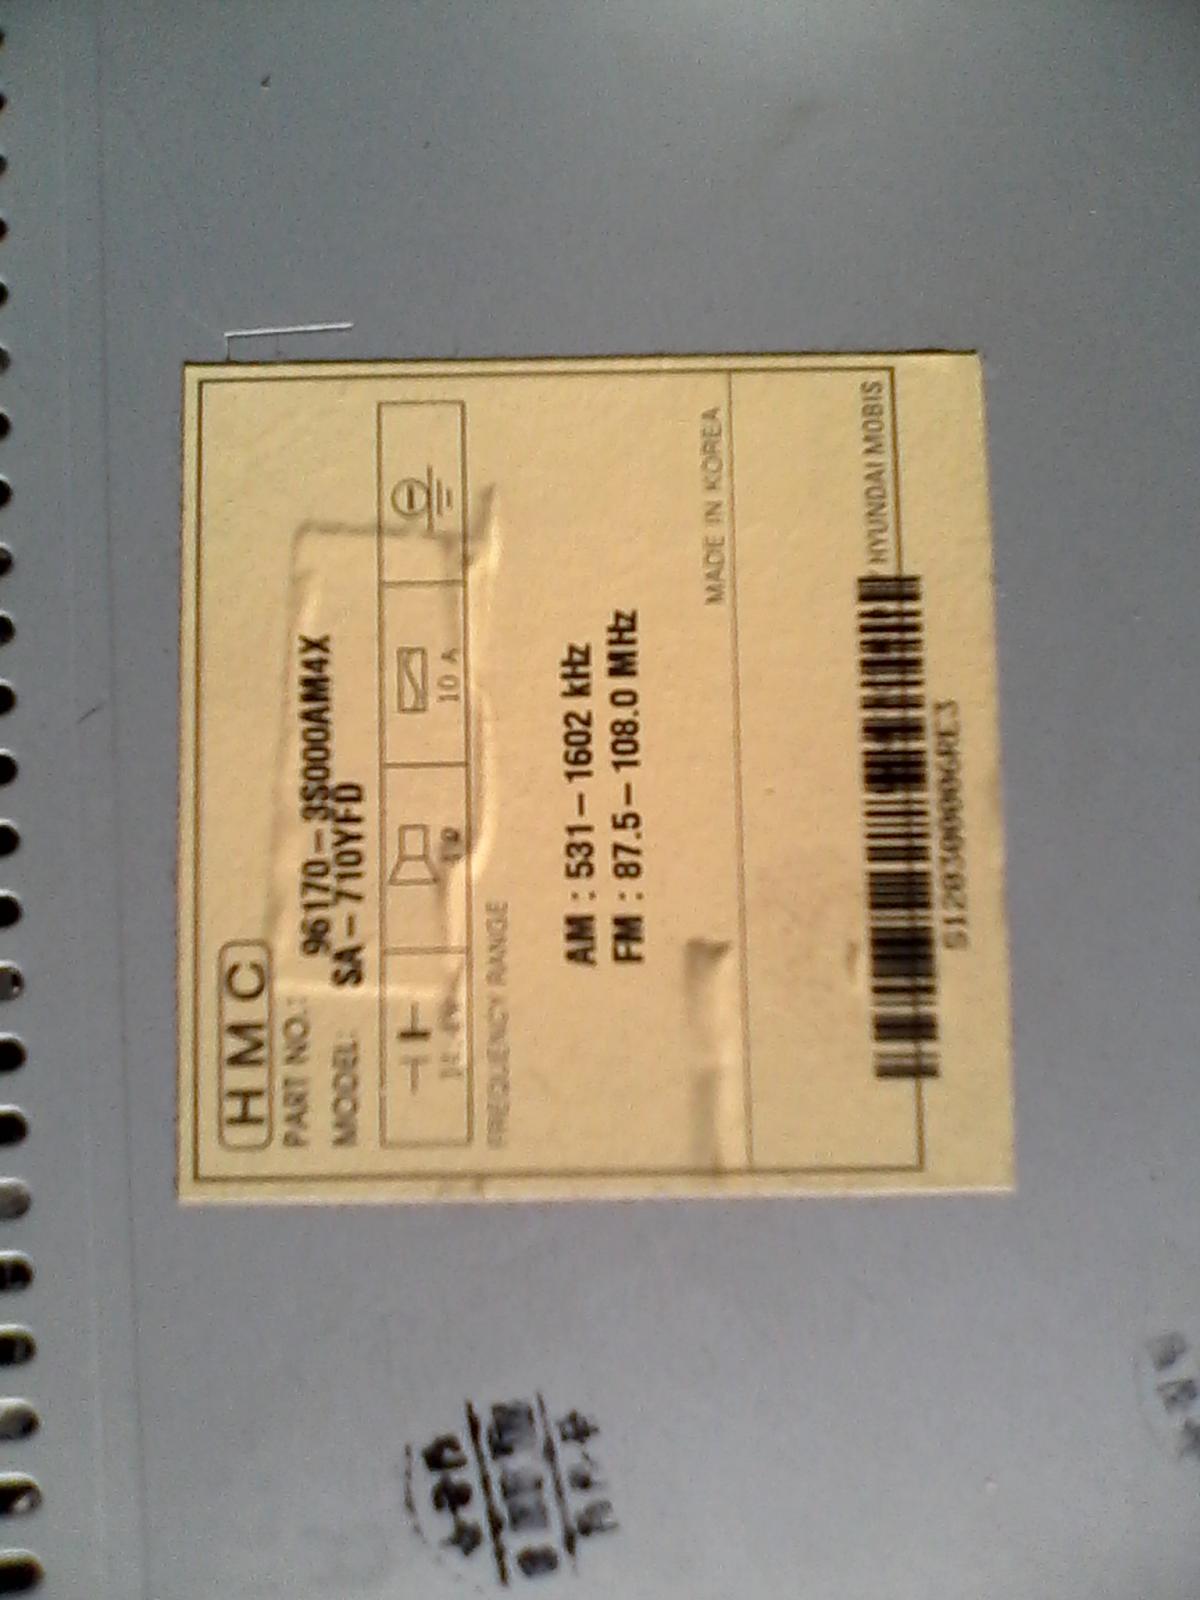 HMC
PART NO.: 96170-3S000AM4X
MODEL: SA-710YFD
10 A
FREQUENCY RANGE
AM : 531-1602 kHz
FM : 87.5-108.0 MHz
MADE IN KOREA
HYUNDAI MOBIS